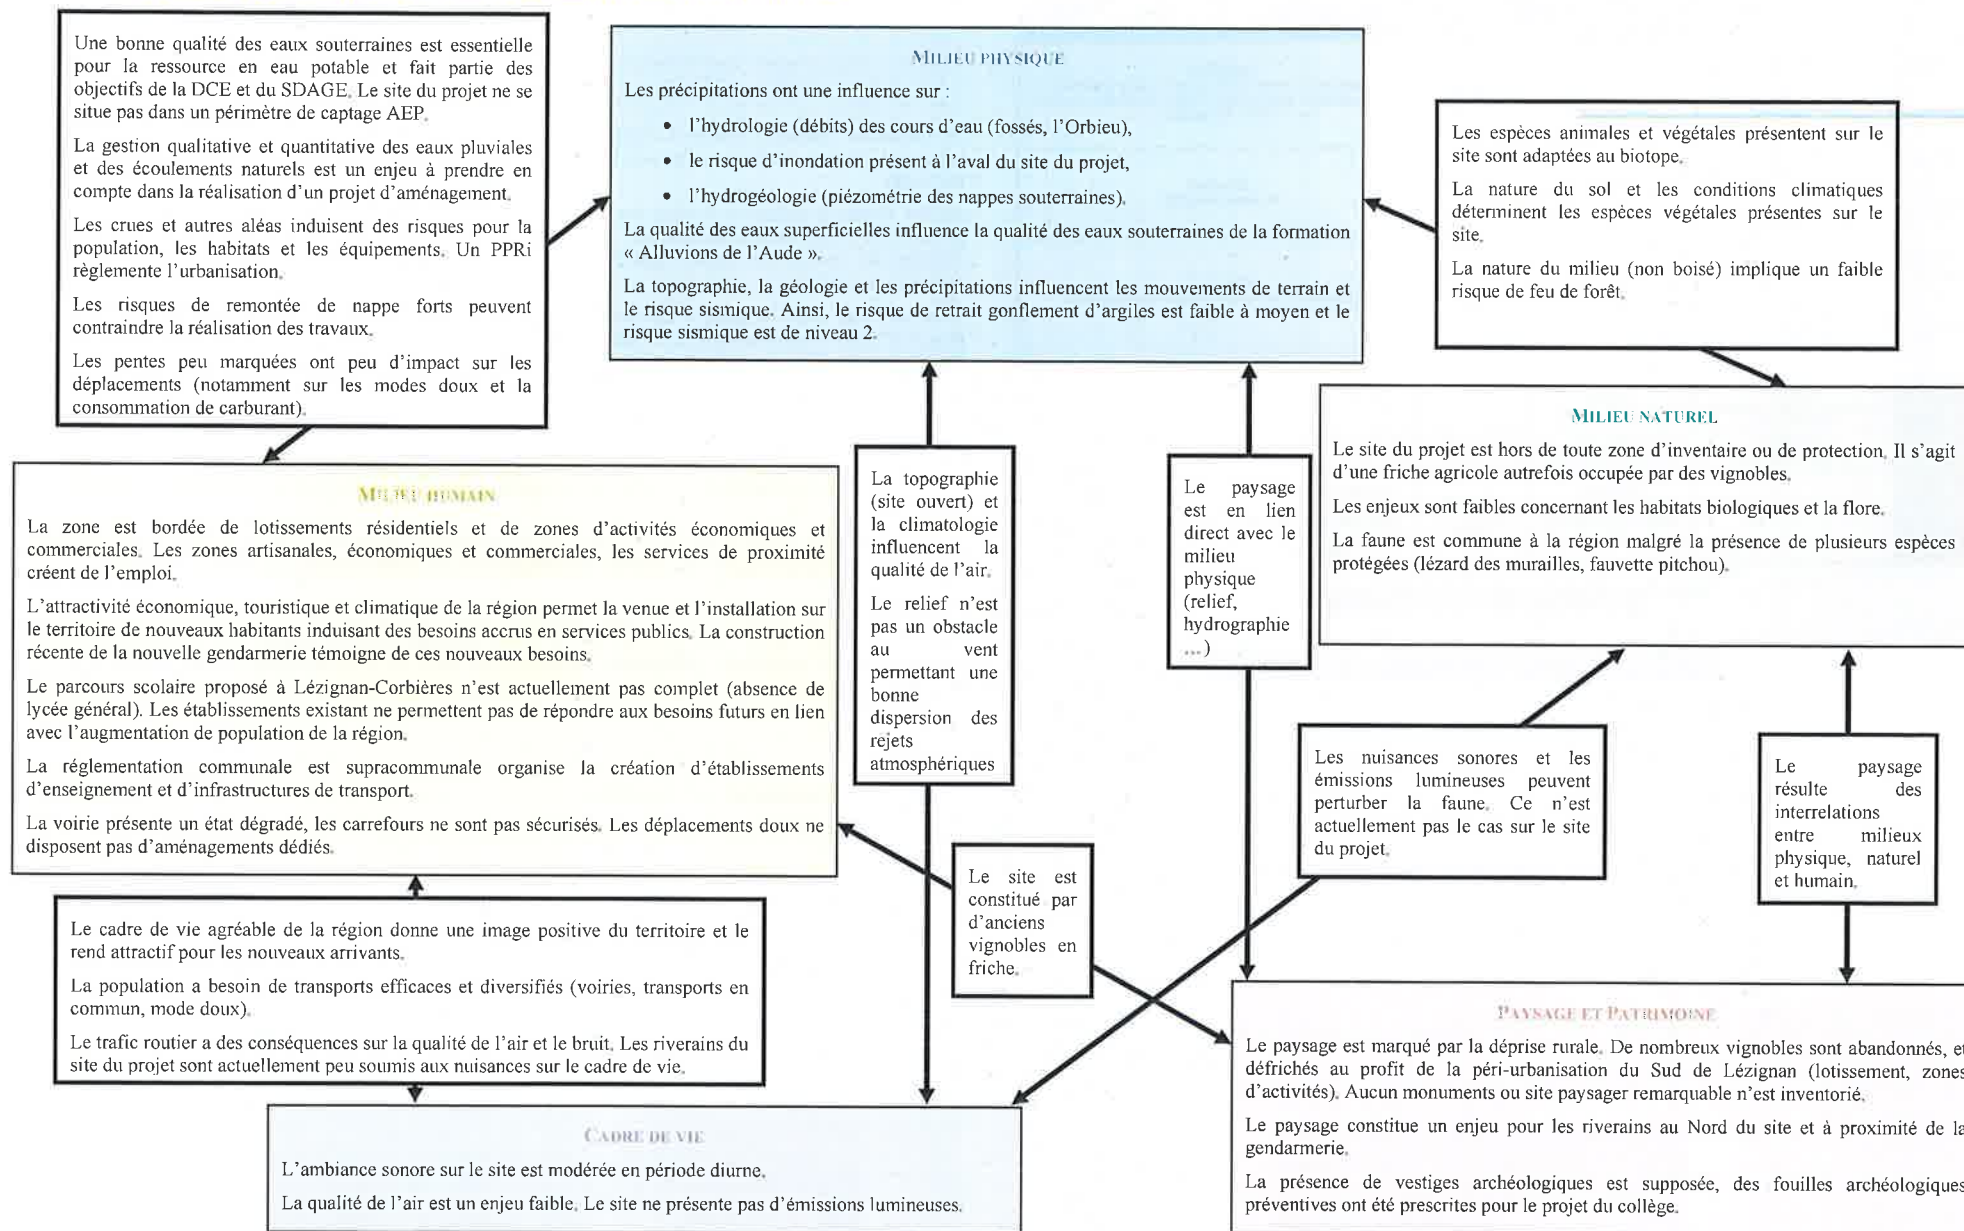 Une bonne qualité des eaux souterraines est essentielle
pour la ressource en eau potable et fait partie des
objectifs de la DCE et du SDAGE. Le site du projet ne se
situe pas dans un périmètre de captage AEP.
La gestion qualitative et quantitative des eaux pluviales
et des écoulements naturels est un enjeu à prendre en
compte dans la réalisation d'un projet d'aménagement.
Les crues et autres aléas induisent des risques pour la
population, les habitats et les équipements. Un PPRi
règlemente l'urbanisation.
Les risques de remontée de nappe forts peuvent
contraindre la réalisation des travaux.
Les pentes peu marquées ont peu d'impact sur les
déplacements (notamment sur les modes doux et la
consommation de carburant).
MILIEU PHYSIQUE
Les précipitations ont une influence sur :
• l'hydrologie (débits) des cours d'eau (fossés, l'Orbieu),
• le risque d'inondation présent à l'aval du site du projet,
• l'hydrogéologie (piézométrie des nappes souterraines).
La qualité des eaux superficielles influence la qualité des eaux souterraines de la formation
« Alluvions de l'Aude ».
La topographie, la géologie et les précipitations influencent les mouvements de terrain et
le risque sismique. Ainsi, le risque de retrait gonflement d'argiles est faible à moyen et le
risque sismique est de niveau 2.
Les espèces animales et végétales présentent sur le
site sont adaptées au biotope.
La nature du sol et les conditions climatiques
déterminent les espèces végétales présentes sur le
site.
La nature du milieu (non boisé) implique un faible
risque de feu de forêt.
MILIEU NATUREL
Le site du projet est hors de toute zone d'inventaire ou de protection. Il s'agit
d'une friche agricole autrefois occupée par des vignobles.
Les enjeux sont faibles concernant les habitats biologiques et la flore.
La faune est commune à la région malgré la présence de plusieurs espèces
protégées (lézard des murailles, fauvette pitchou).
MILIEU HUMAIN
La zone est bordée de lotissements résidentiels et de zones d'activités économiques et
commerciales. Les zones artisanales, économiques et commerciales, les services de proximité
créent de l'emploi.
L'attractivité économique, touristique et climatique de la région permet la venue et l'installation sur
le territoire de nouveaux habitants induisant des besoins accrus en services publics. La construction
récente de la nouvelle gendarmerie témoigne de ces nouveaux besoins.
Le parcours scolaire proposé à Lézignan-Corbières n'est actuellement pas complet (absence de
lycée général). Les établissements existant ne permettent pas de répondre aux besoins futurs en lien
avec l'augmentation de population de la région.
La réglementation communale est supracommunale organise la création d'établissements
d'enseignement et d'infrastructures de transport.
La voirie présente un état dégradé, les carrefours ne sont pas sécurisés. Les déplacements doux ne
disposent pas d'aménagements dédiés.
La topographie
(site ouvert) et
la climatologie
influencent la
qualité de l'air.
Le relief n'est
pas un obstacle
au vent
permettant une
bonne
dispersion des
rejets
atmosphériques
Le paysage
est en lien
direct avec le
milieu
physique
(relief,
hydrographie
...)
Les nuisances sonores et les
émissions lumineuses peuvent
perturber la faune. Ce n'est
actuellement pas le cas sur le site
du projet.
Le paysage
résulte des
interrelations
entre milieux
physique, naturel
et humain.
Le site est
constitué par
d'anciens
vignobles en
friche.
Le cadre de vie agréable de la région donne une image positive du territoire et le
rend attractif pour les nouveaux arrivants.
La population a besoin de transports efficaces et diversifiés (voiries, transports en
commun, mode doux).
Le trafic routier a des conséquences sur la qualité de l'air et le bruit. Les riverains du
site du projet sont actuellement peu soumis aux nuisances sur le cadre de vie.
CADRE DE VIE
L'ambiance sonore sur le site est modérée en période diurne.
La qualité de l'air est un enjeu faible. Le site ne présente pas d'émissions lumineuses.
PAYSAGE ET PATRIMOINE
Le paysage est marqué par la déprise rurale. De nombreux vignobles sont abandonnés, et
défrichés au profit de la péri-urbanisation du Sud de Lézignan (lotissement, zones
d'activités). Aucun monuments ou site paysager remarquable n'est inventorié.
Le paysage constitue un enjeu pour les riverains au Nord du site et à proximité de la
gendarmerie.
La présence de vestiges archéologiques est supposée, des fouilles archéologiques
préventives ont été prescrites pour le projet du collège.